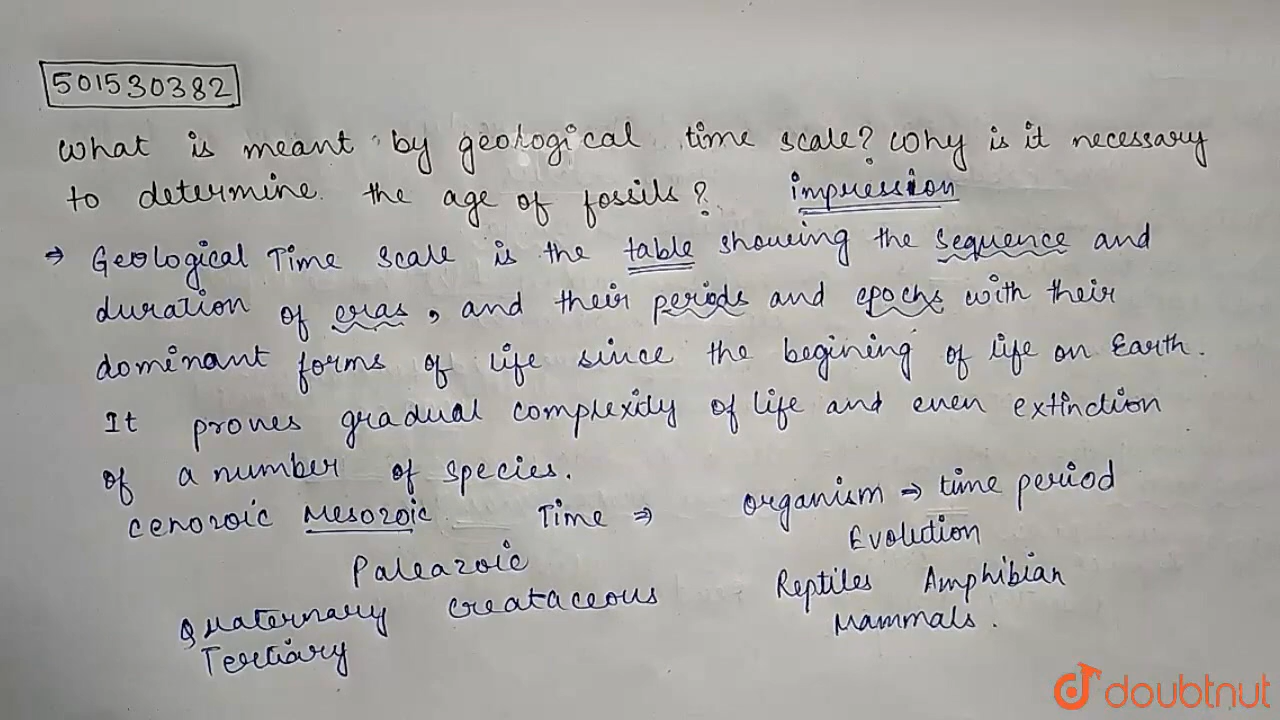 501530382
What is meant by geological time scale? Why is it necessary
to determine the age of fossils? impression
⇒ Geological Time Scale is the table showing the sequence and
duration of eras, and their periods and epochs with their
dominant forms of life since the begining of life on Earth.
It proves gradual complexity of life and even extinction
of a number of species.
Cenozoic Mesozoic Time ⇒ organism ⇒ time period
Evolution
Paleazoic
Reptiles Amphibian
Quaternary Creataceous
Mammals.
Tertiary
doubtnut